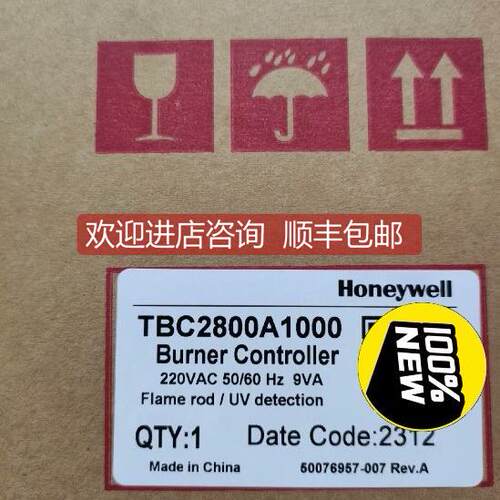 欢迎进店咨询 顺丰包邮
Honeywell
TBC2800A1000
Burner Controller
220VAC 50/60 Hz 9VA
Flame rod / UV detection
100%
NEW
QTY:1 Date Code:2312
Made in China 50076957-007 Rev.A